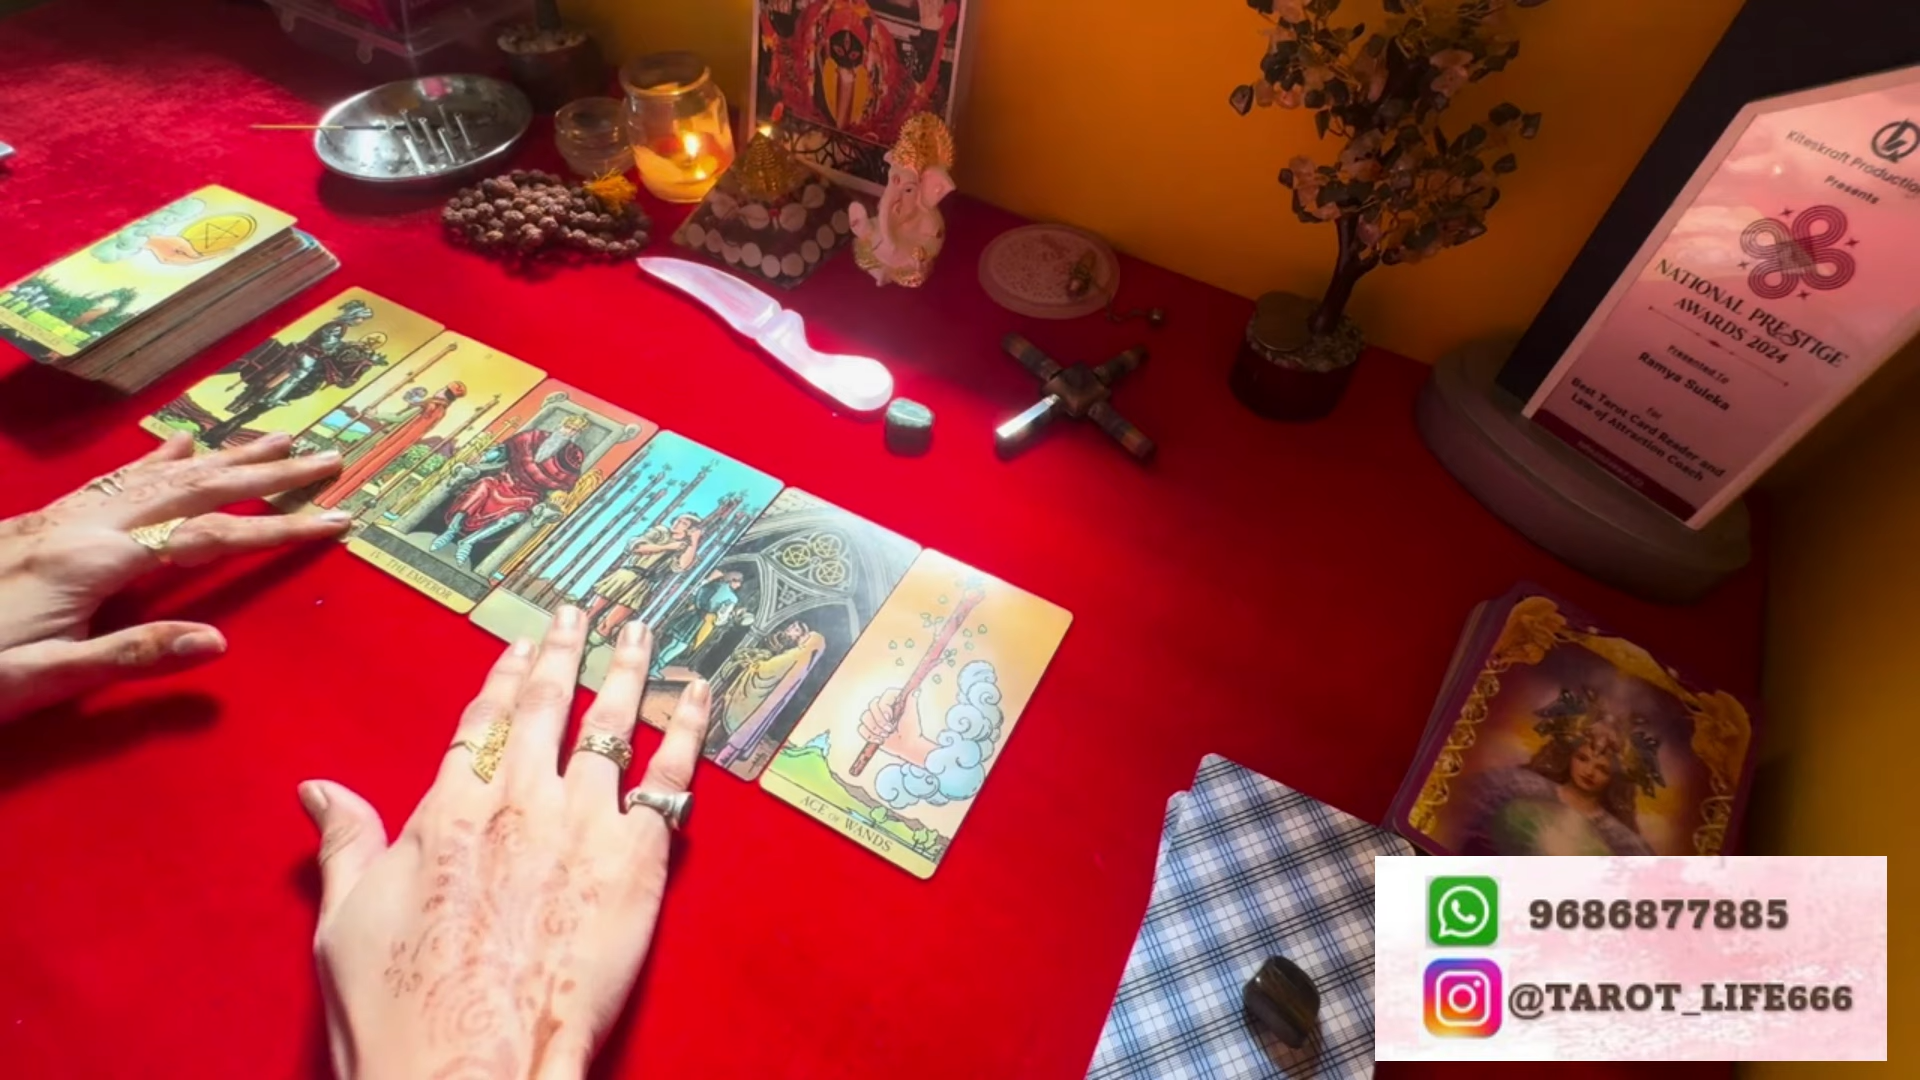 Kiteskraft Productions
Presents
NATIONAL PRESTIGE
AWARDS 2024
Presented To
Ramya Suleka
for
Best Tarot Card Reader and
Law of Attraction Coach
IV THE EMPEROR
ACE OF WANDS
9686877885
@TAROT_LIFE666